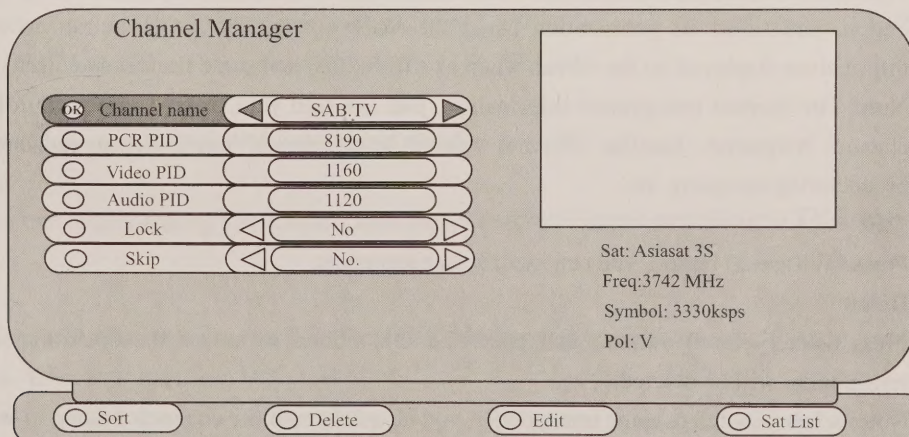 Channel Manager
OK Channel name SAB.TV
PCR PID 8190
Video PID 1160
Audio PID 1120
Lock No
Skip No.
Sat: Asiasat 3S
Freq:3742 MHz
Symbol: 3330ksps
Pol: V
Sort Delete Edit Sat List